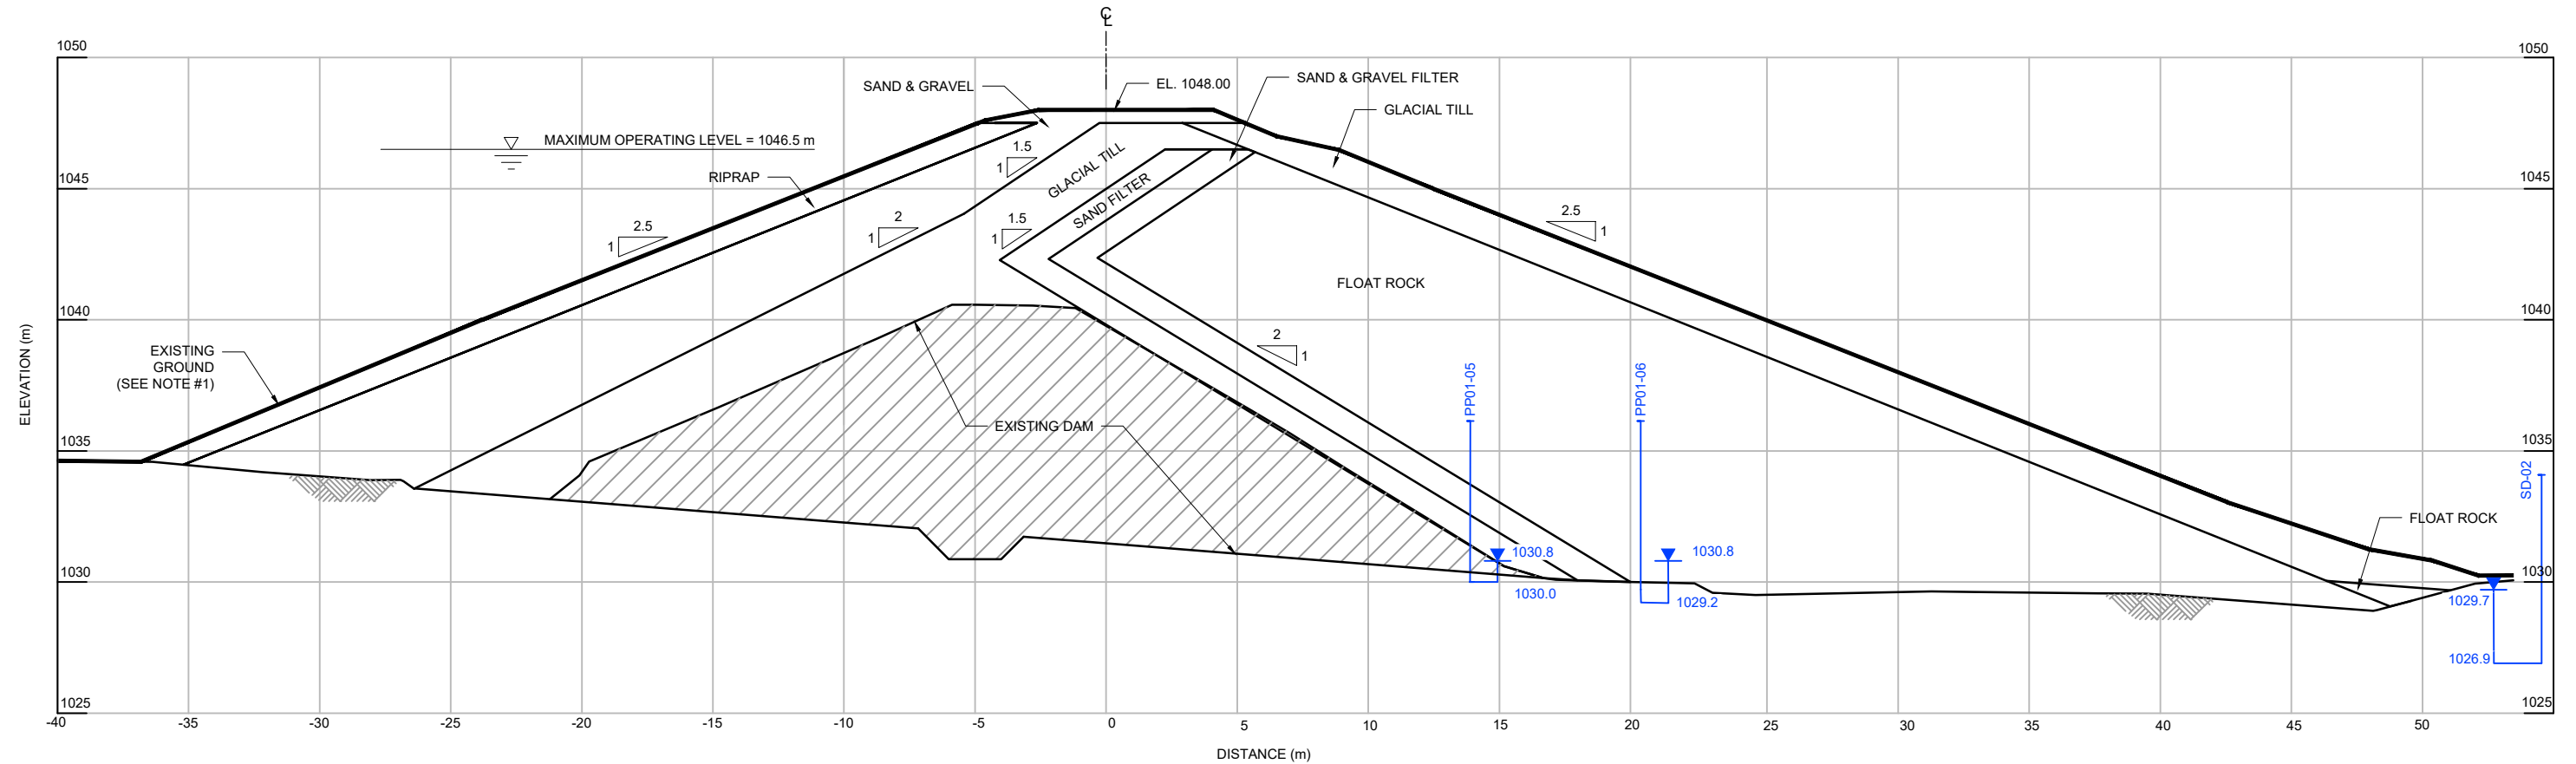 ℄
1050
1050
SAND & GRAVEL FILTER
SAND & GRAVEL
EL. 1048.00
GLACIAL TILL
MAXIMUM OPERATING LEVEL = 1046.5 m
1.5
1
GLACIAL TILL
RIPRAP
1045
1045
SAND FILTER
2.5
1
2
1
1.5
1
2.5
1
FLOAT ROCK
1040
1040
ELEVATION (m)
EXISTING
GROUND
(SEE NOTE #1)
2
1
PP01-05
PP01-06
EXISTING DAM
1035
1035
SD-02
FLOAT ROCK
1030.8
1030.8
1030
1030
1030.0
1029.2
1029.7
1026.9
1025
1025
-40
-35
-30
-25
-20
-15
-10
-5
0
5
10
15
20
25
30
35
40
45
50
DISTANCE (m)